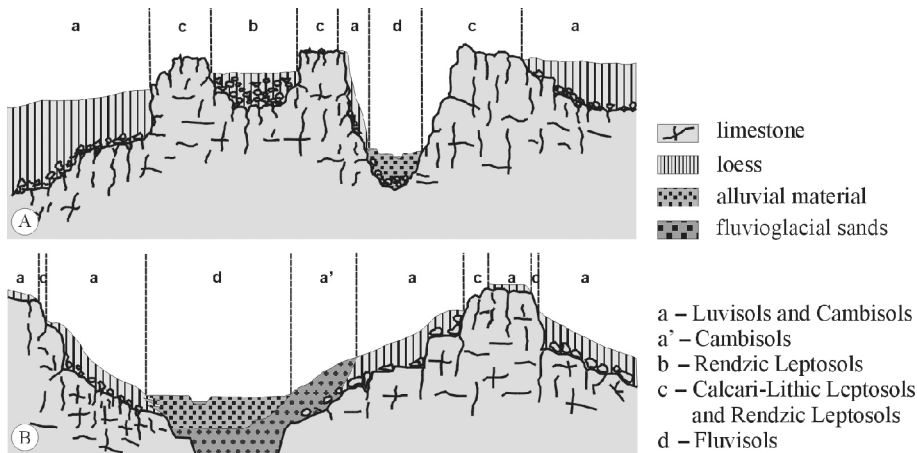 a c b c a d c a
A
limestone
loess
alluvial material
fluvioglacial sands
a c a d a' a c a c a
B
a – Luvisols and Cambisols
a' – Cambisols
b – Rendzic Leptosols
c – Calcari-Lithic Leptosols
and Rendzic Leptosols
d – Fluvisols